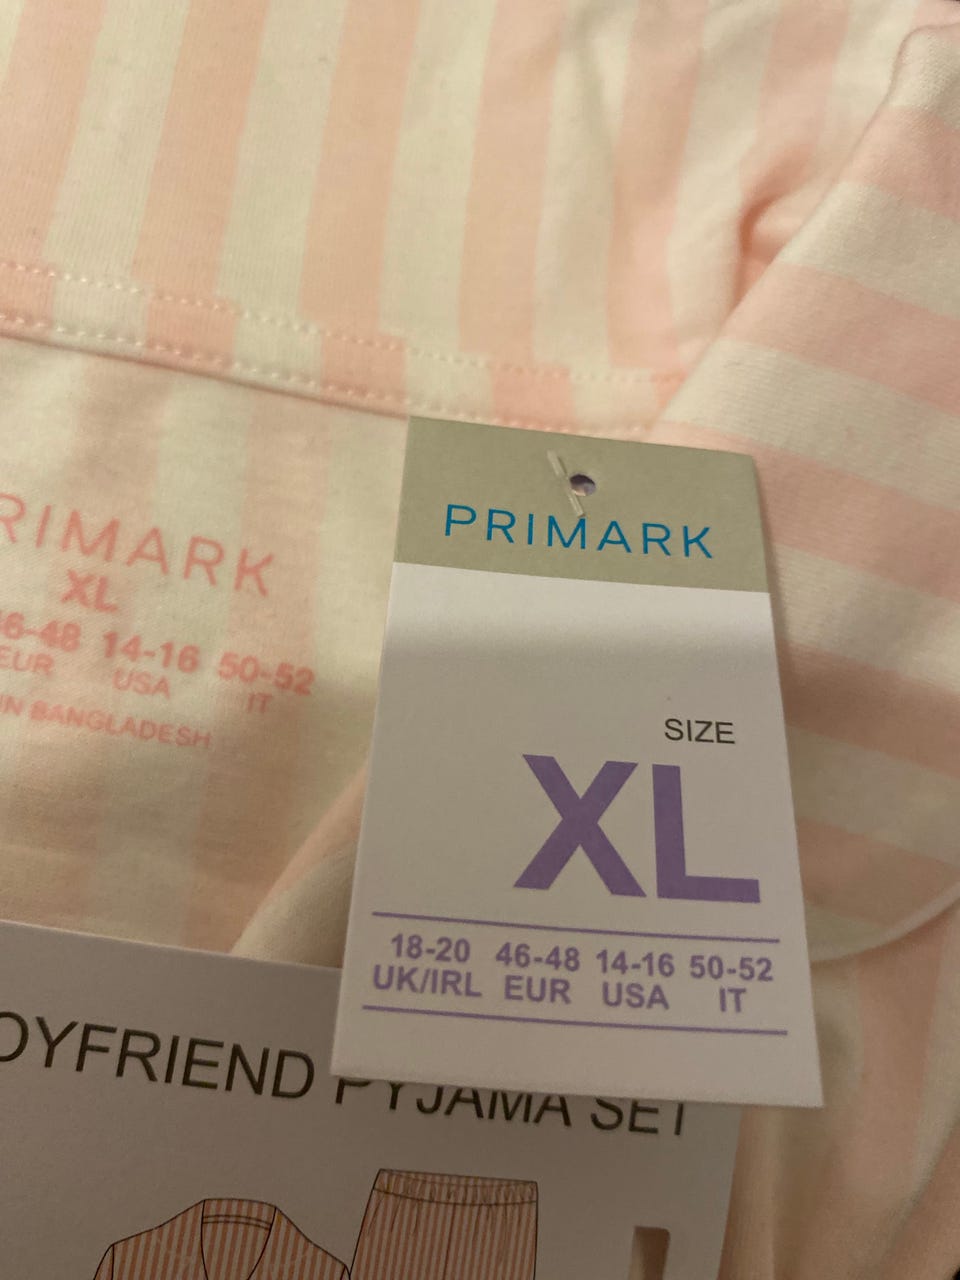 PRIMARK
SIZE
XL
18-20 46-48 14-16 50-52
UK/IRL EUR USA IT
RIMARK
XL
6-48 14-16 50-52
EUR USA IT
IN BANGLADESH
OYFRIEND PYJAMA SET